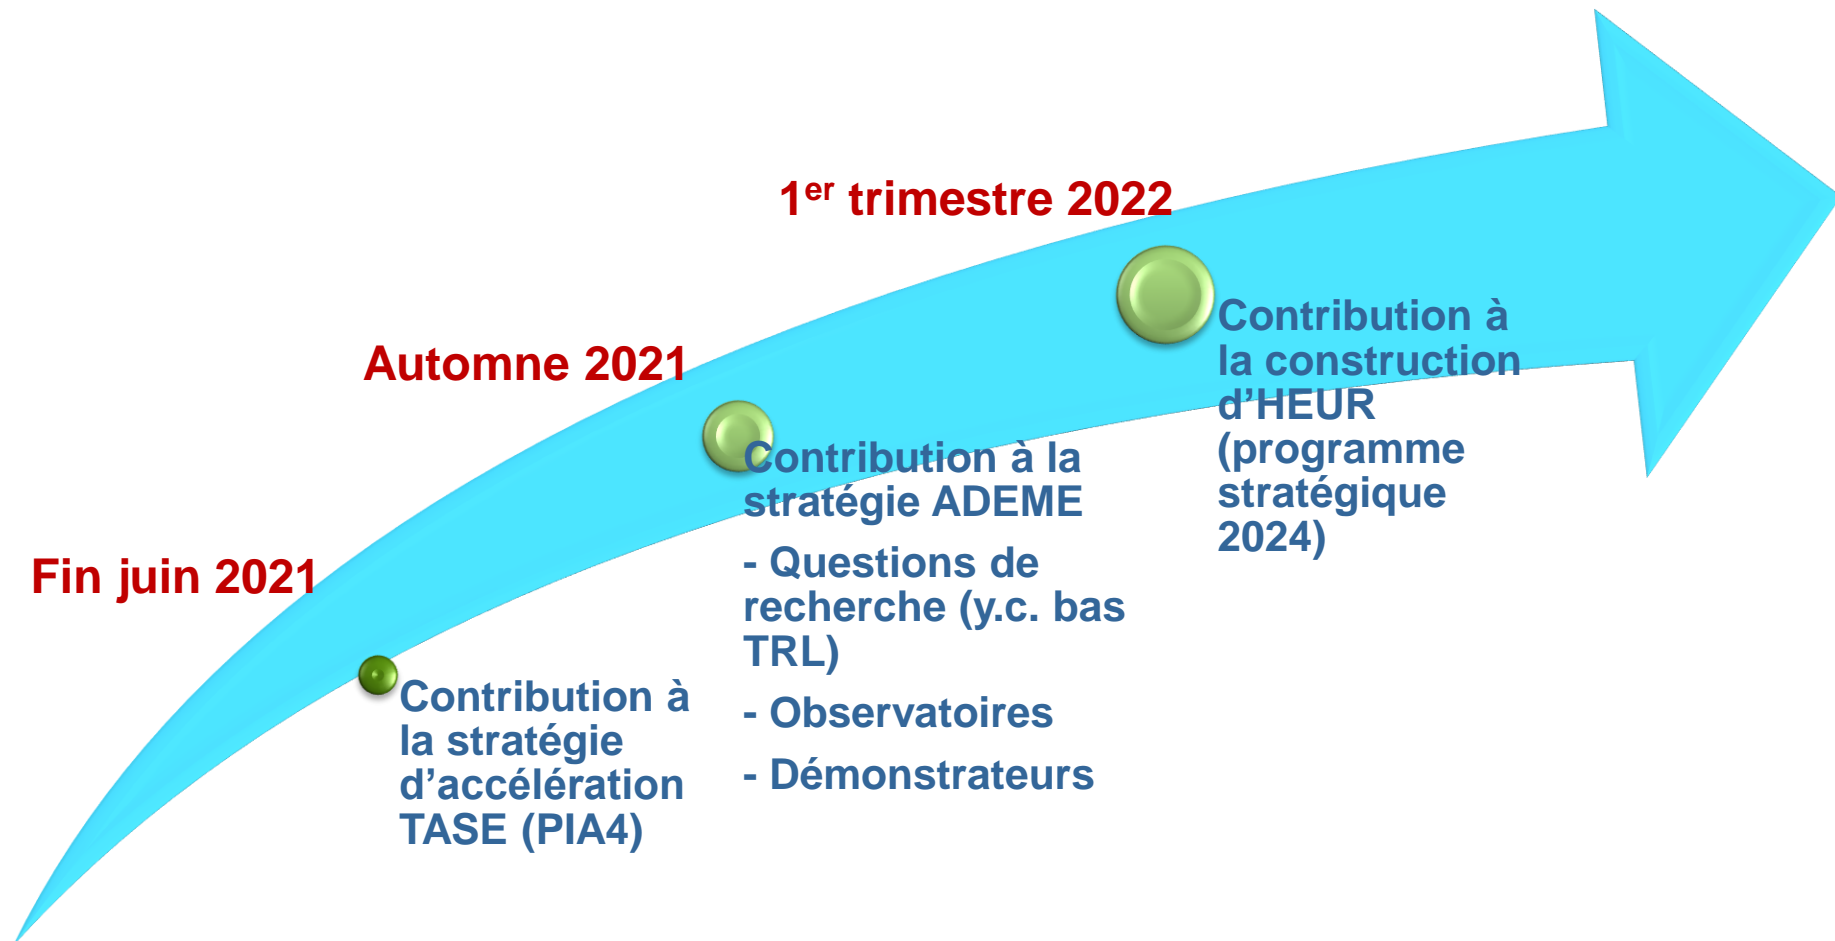 Fin juin 2021
Contribution à
la stratégie
d’accélération
TASE (PIA4)
Automne 2021
Contribution à la
stratégie ADEME
- Questions de
recherche (y.c. bas
TRL)
- Observatoires
- Démonstrateurs
1er trimestre 2022
Contribution à
la construction
d’HEUR
(programme
stratégique
2024)